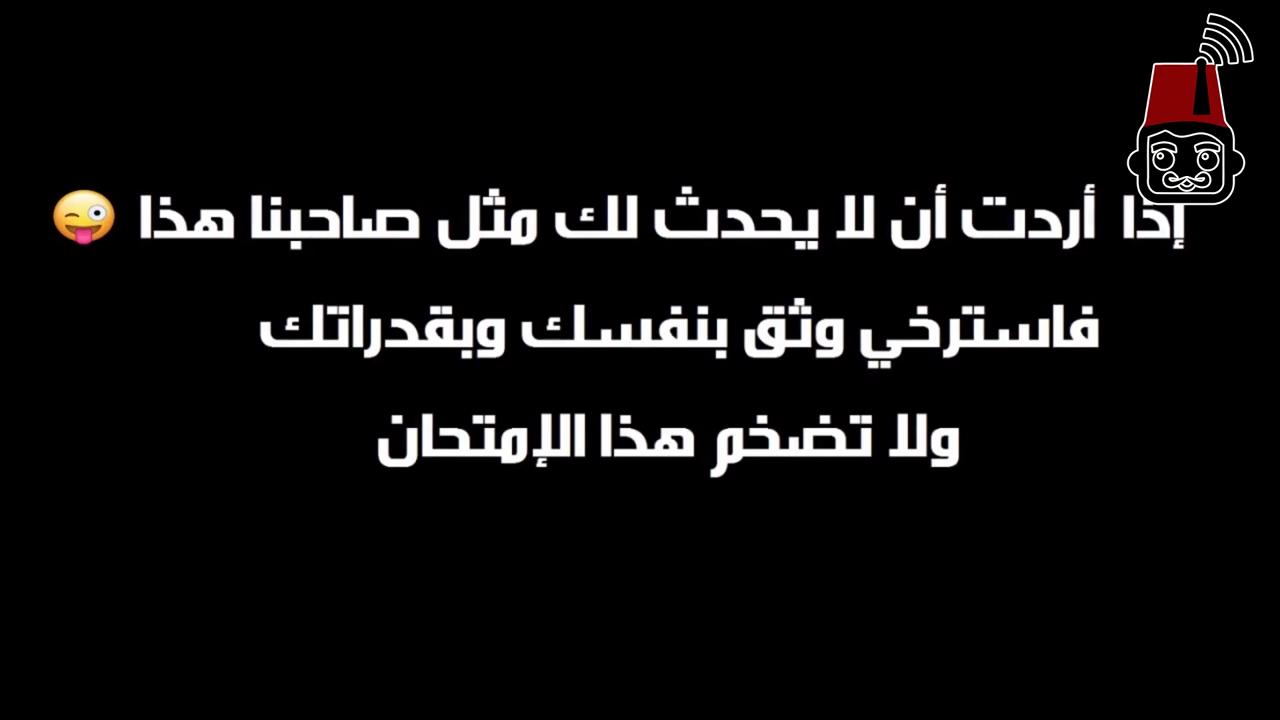 إذا أردت أن لا يحدث لك مثل صاحبنا هذا 😜
فاسترخي وثق بنفسك وبقدراتك
ولا تضخم هذا الإمتحان